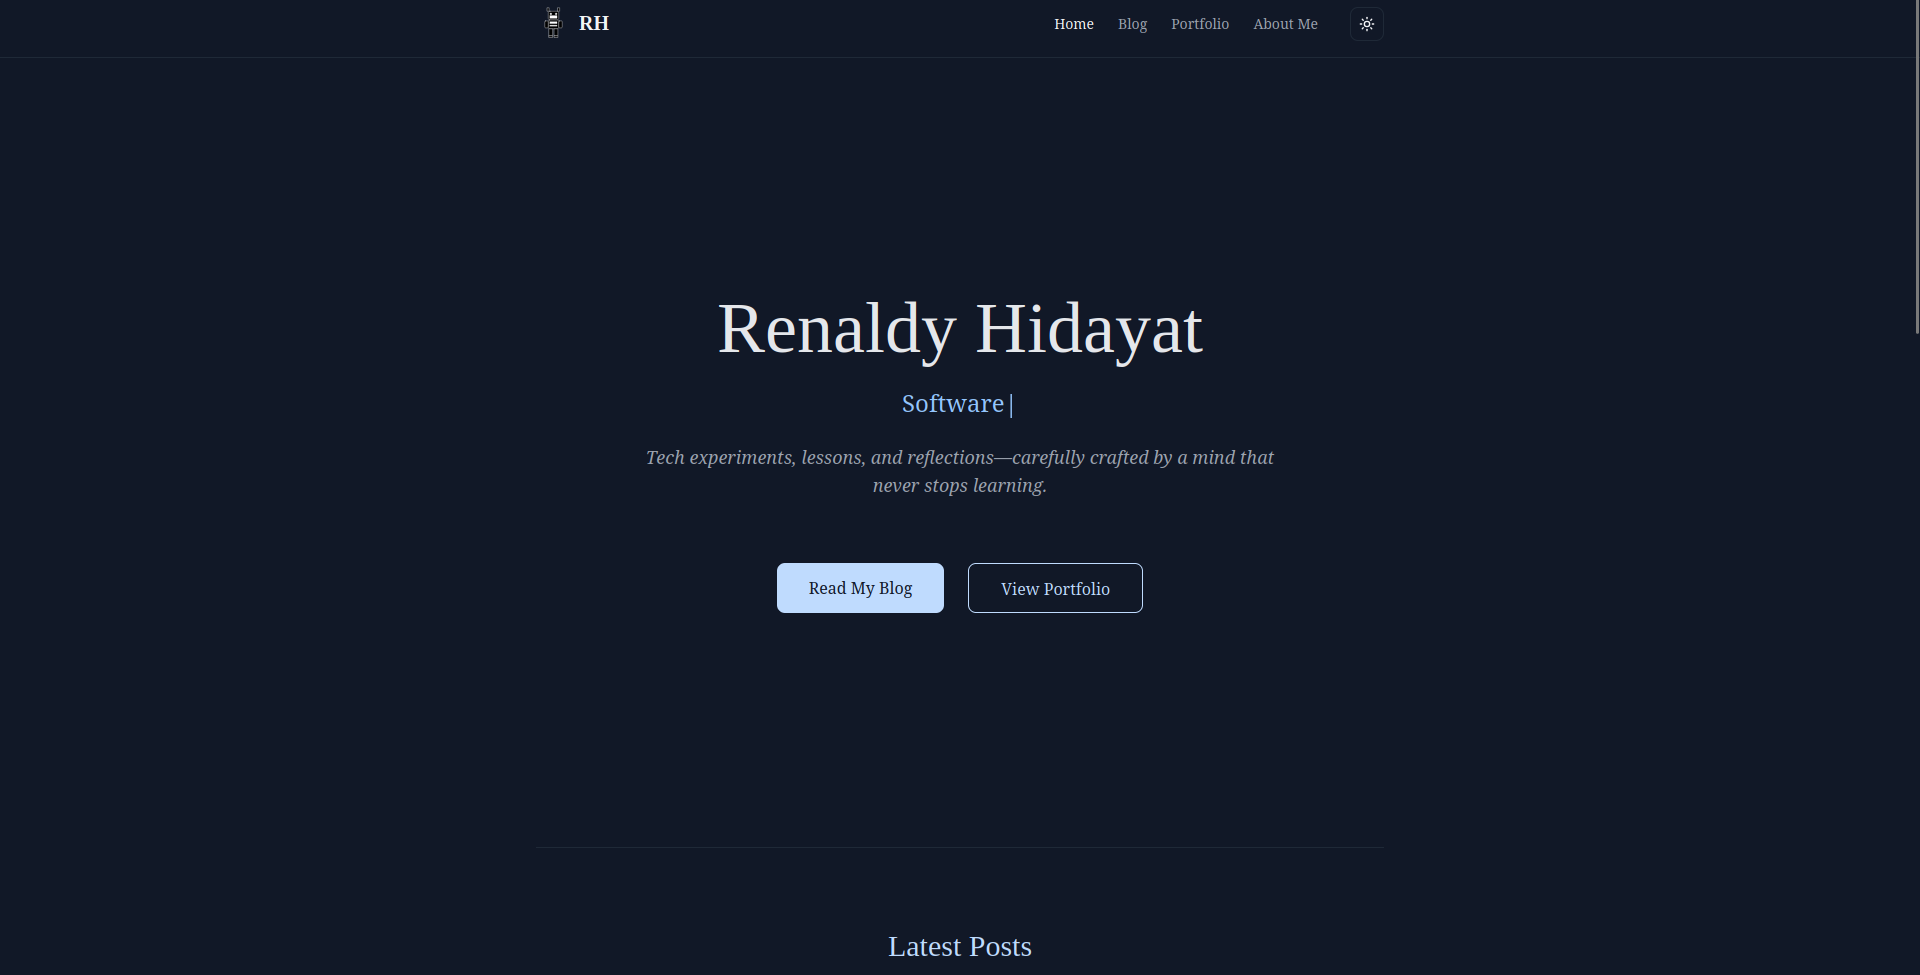 RH
Home Blog Portfolio About Me
Renaldy Hidayat
Software|
Tech experiments, lessons, and reflections—carefully crafted by a mind that
never stops learning.
Read My Blog View Portfolio
Latest Posts